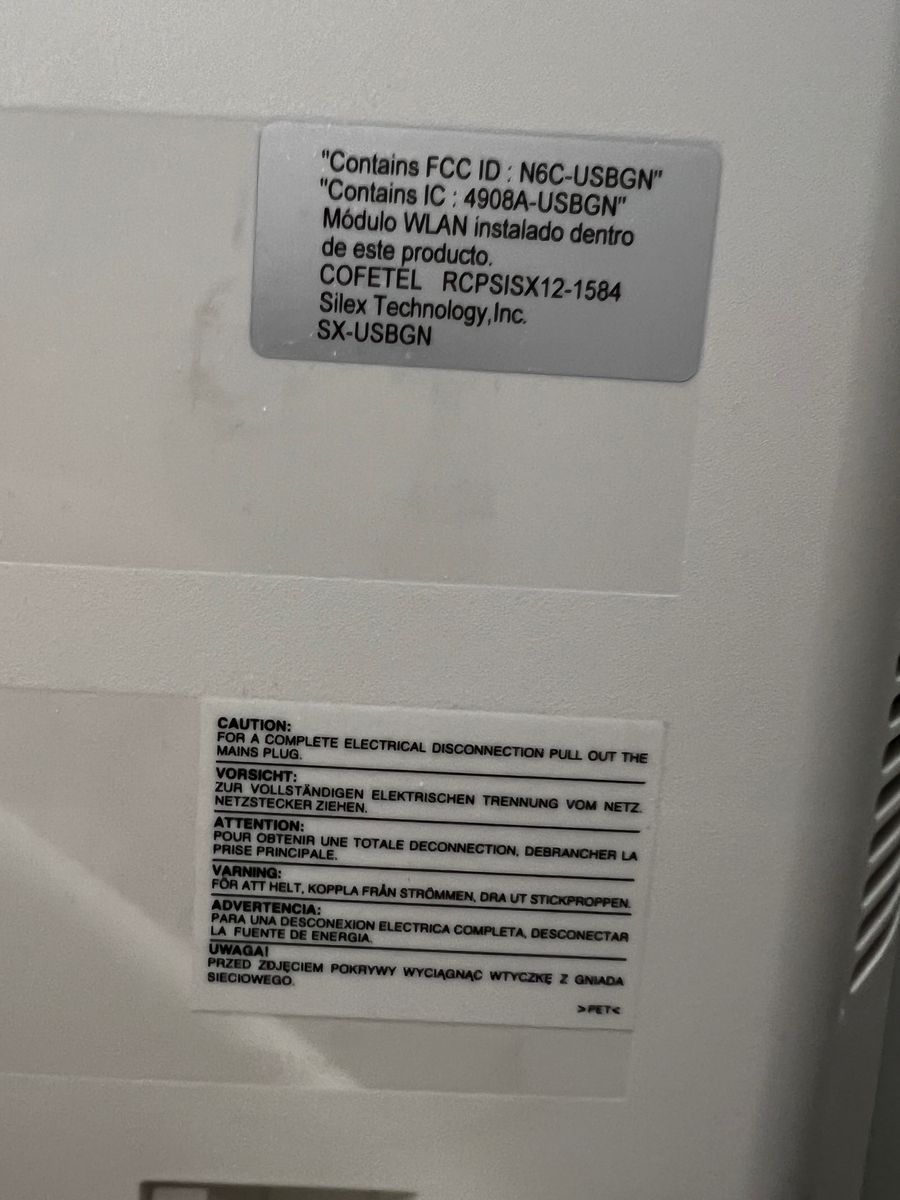 "Contains FCC ID : N6C-USBGN"
"Contains IC : 4908A-USBGN"
Módulo WLAN instalado dentro
de este producto.
COFETEL RCPSISX12-1584
Silex Technology,Inc.
SX-USBGN
CAUTION:
FOR A COMPLETE ELECTRICAL DISCONNECTION PULL OUT THE
MAINS PLUG.
VORSICHT:
ZUR VOLLSTÄNDIGEN ELEKTRISCHEN TRENNUNG VOM NETZ.
NETZSTECKER ZIEHEN.
ATTENTION:
POUR OBTENIR UNE TOTALE DECONNECTION, DEBRANCHER LA
PRISE PRINCIPALE.
VARNING:
FÖR ATT HELT, KOPPLA FRÅN STRÖMMEN, DRA UT STICKPROPPEN.
ADVERTENCIA:
PARA UNA DESCONEXION ELECTRICA COMPLETA, DESCONECTAR
LA FUENTE DE ENERGIA.
UWAGA!
PRZED ZDJĘCIEM POKRYWY WYCIĄGNĄĆ WTYCZKĘ Z GNIADA
SIECIOWEGO.
>PET<